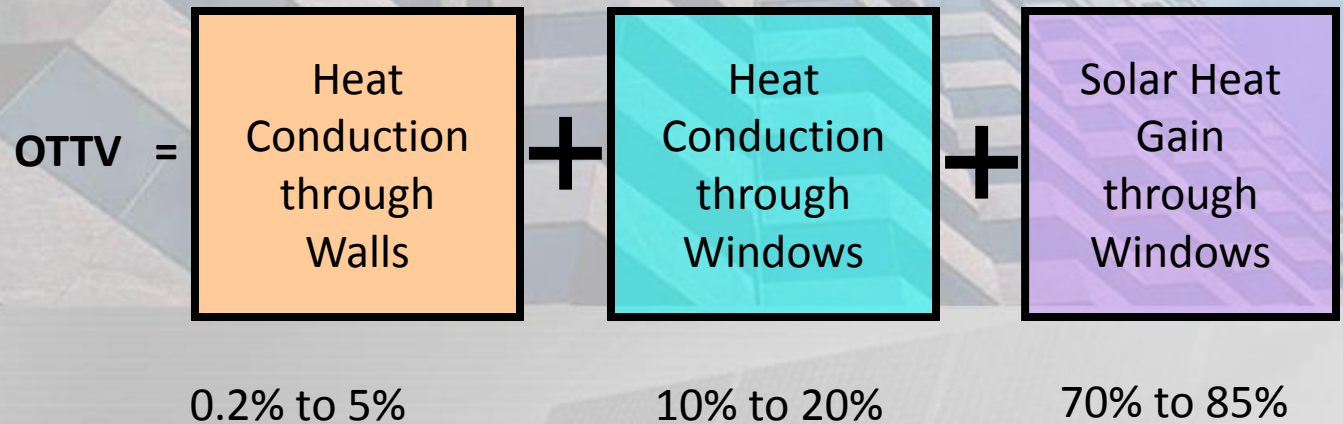 OTTV =
Heat
Conduction
through
Walls
+
Heat
Conduction
through
Windows
+
Solar Heat
Gain
through
Windows
0.2% to 5%
10% to 20%
70% to 85%